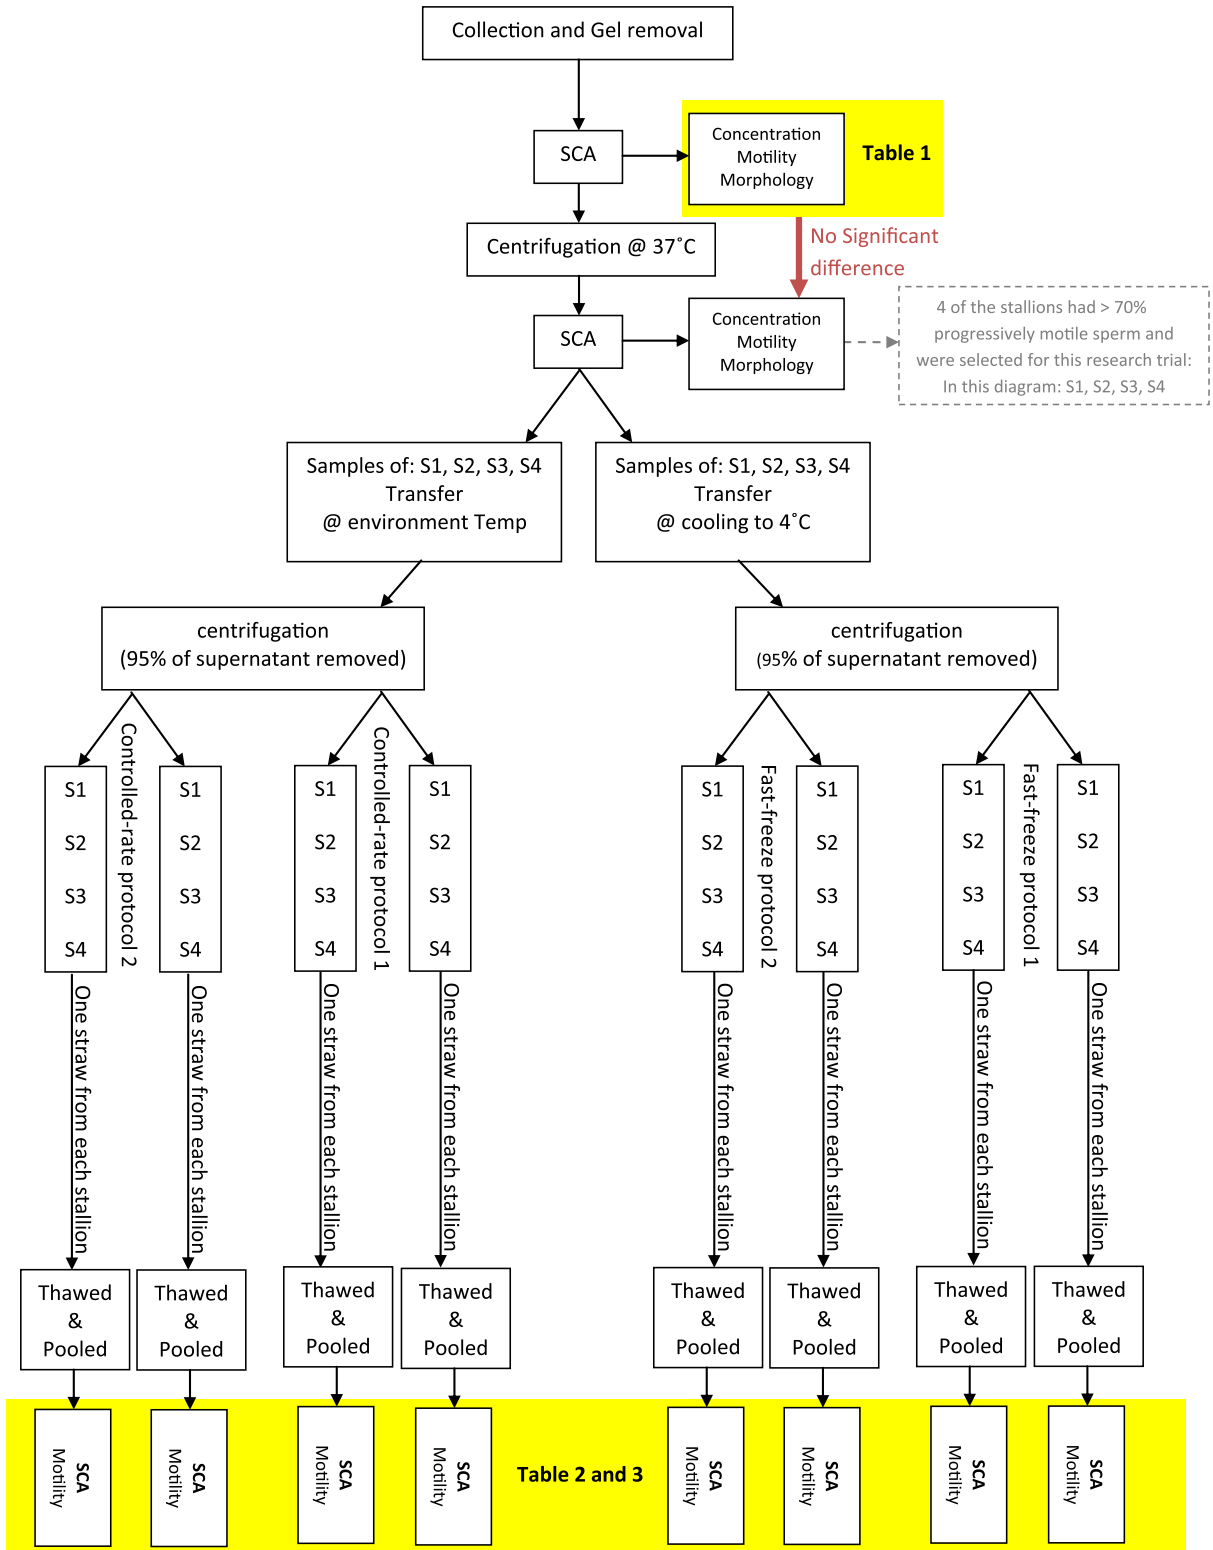 Collection and Gel removal
SCA
Concentration
Motility
Morphology
Table 1
Centrifugation @ 37˚C
No Significant
difference
SCA
Concentration
Motility
Morphology
4 of the stallions had > 70%
progressively motile sperm and
were selected for this research trial:
In this diagram: S1, S2, S3, S4
Samples of: S1, S2, S3, S4
Transfer
@ environment Temp
Samples of: S1, S2, S3, S4
Transfer
@ cooling to 4˚C
centrifugation
(95% of supernatant removed)
centrifugation
(95% of supernatant removed)
S1
S2
S3
S4
Controlled-rate protocol 2
S1
S2
S3
S4
S1
S2
S3
S4
Controlled-rate protocol 1
S1
S2
S3
S4
S1
S2
S3
S4
Fast-freeze protocol 2
S1
S2
S3
S4
S1
S2
S3
S4
Fast-freeze protocol 1
S1
S2
S3
S4
One straw from each stallion
One straw from each stallion
One straw from each stallion
One straw from each stallion
One straw from each stallion
One straw from each stallion
One straw from each stallion
One straw from each stallion
Thawed
&
Pooled
Thawed
&
Pooled
Thawed
&
Pooled
Thawed
&
Pooled
Thawed
&
Pooled
Thawed
&
Pooled
Thawed
&
Pooled
Thawed
&
Pooled
SCA
Motility
SCA
Motility
SCA
Motility
SCA
Motility
Table 2 and 3
SCA
Motility
SCA
Motility
SCA
Motility
SCA
Motility